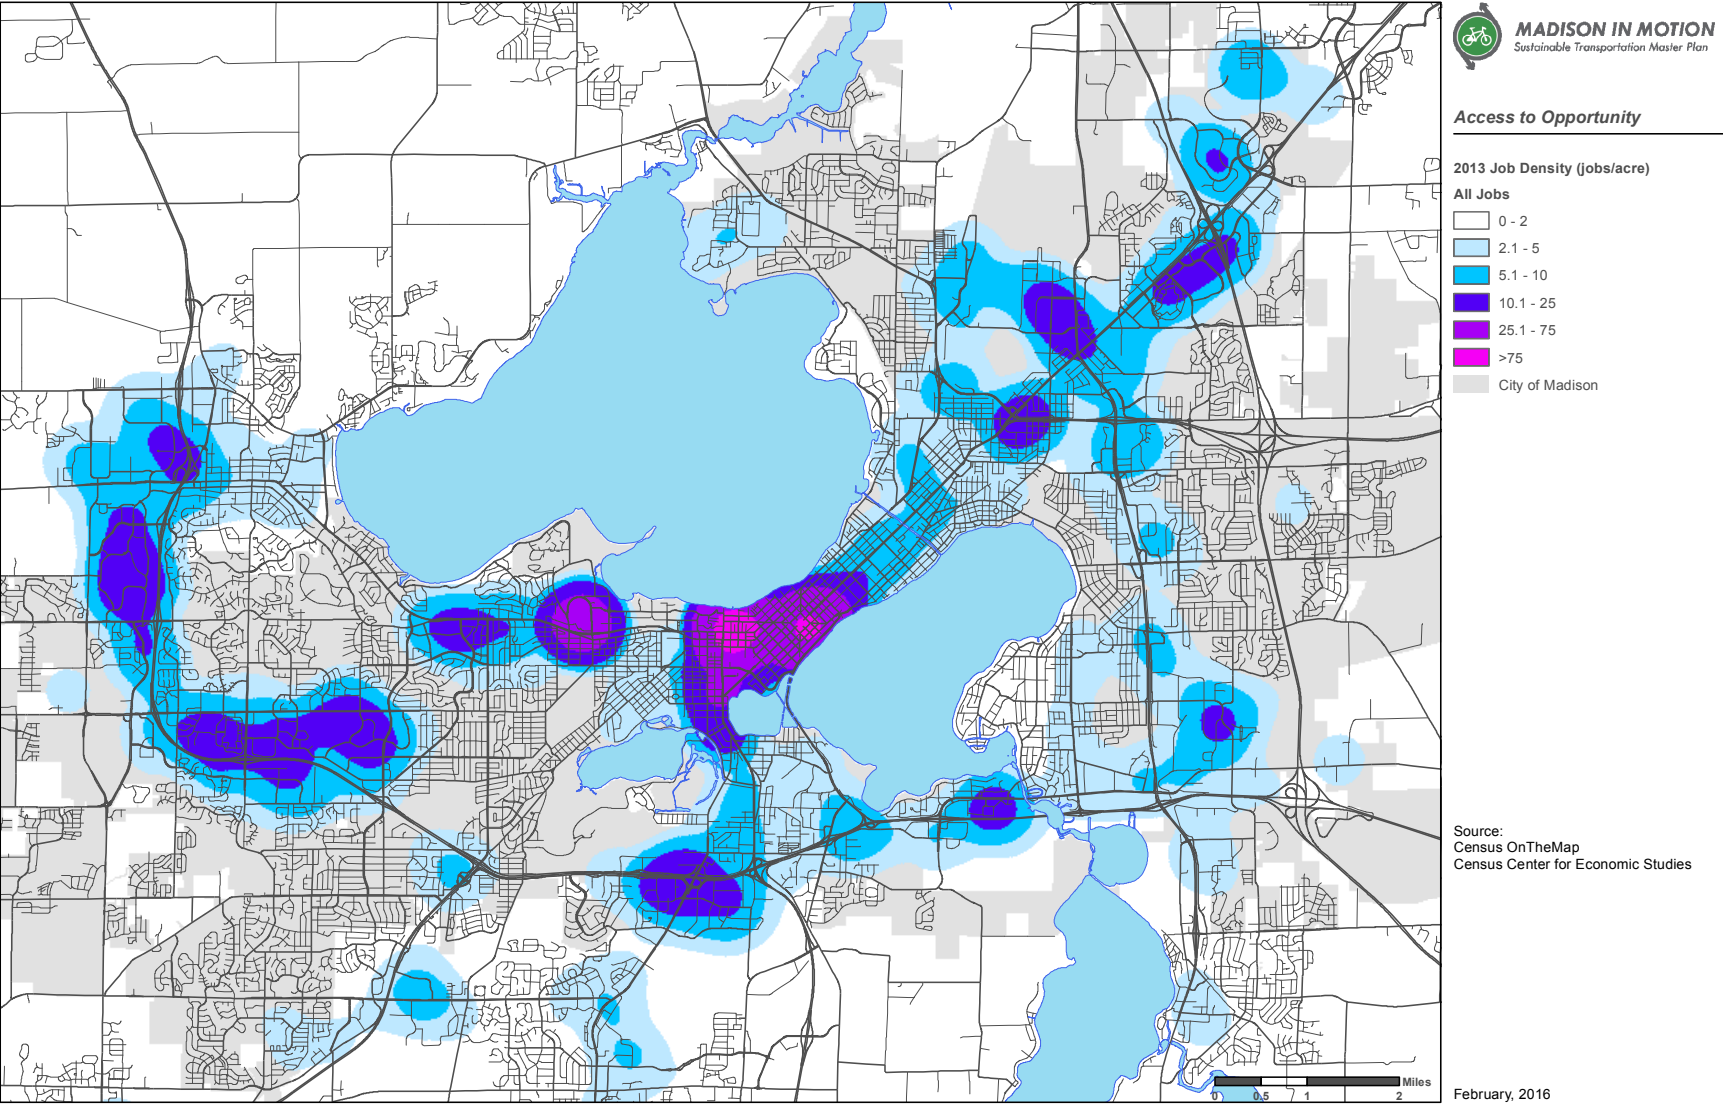 MADISON IN MOTION
Sustainable Transportation Master Plan
Access to Opportunity
2013 Job Density (jobs/acre)
All Jobs
0 - 2
2.1 - 5
5.1 - 10
10.1 - 25
25.1 - 75
>75
City of Madison
Source:
Census OnTheMap
Census Center for Economic Studies
Miles
0 0.5 1 2
February, 2016